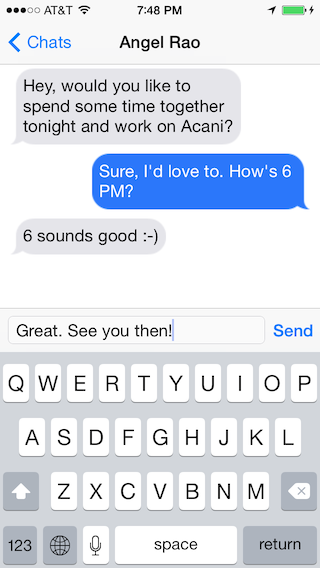 AT&T 7:48 PM
Chats Angel Rao
Hey, would you like to
spend some time together
tonight and work on Acani?
Sure, I'd love to. How's 6
PM?
6 sounds good :-)
Great. See you then! Send
Q W E R T Y U I O P
A S D F G H J K L
Z X C V B N M
123 space return